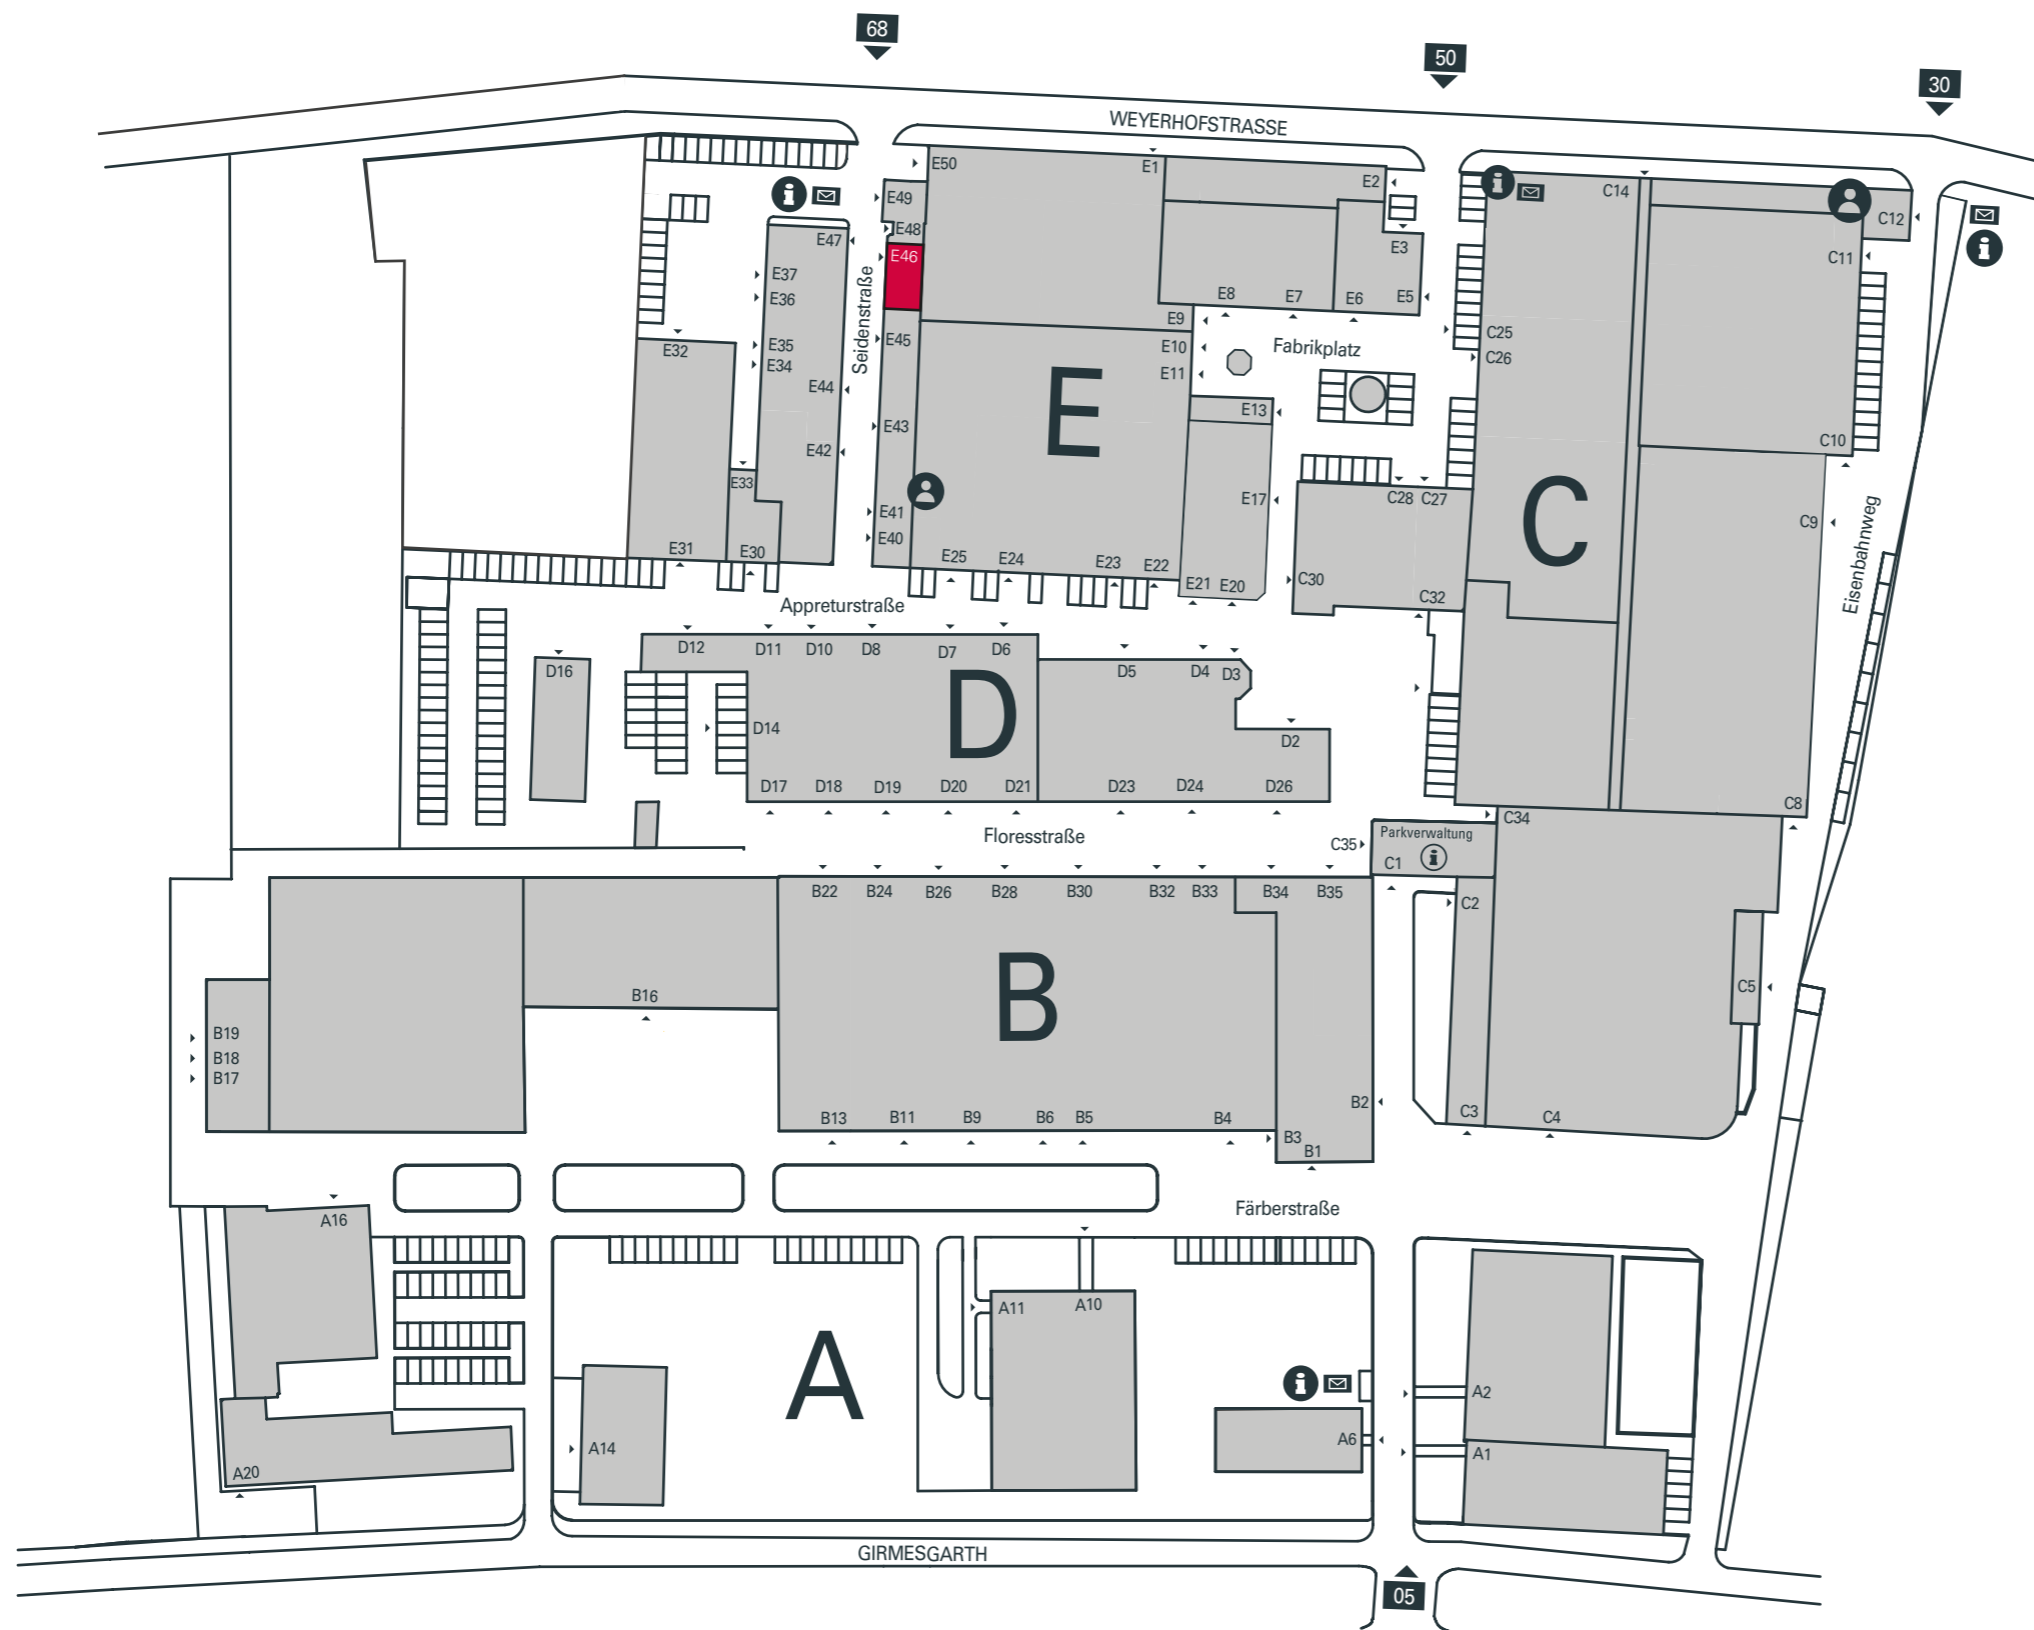 68
50
30
WEYERHOFSTRASSE
E50
E1
E2
C14
C12
E49
E48
E47
E46
E3
C11
E37
E36
E8
E7
E6
E5
E9
Seidenstraße
E35
E34
E32
E45
E10
E11
Fabrikplatz
C25
C26
E44
E13
E
E43
E42
C10
E33
E17
C28
C27
C
C9
Eisenbahnweg
E41
E40
E31
E30
E25
E24
E23
E22
E21
E20
C30
C32
Appreturstraße
D12
D11
D10
D8
D7
D6
D5
D4
D3
D16
D
D14
D2
D17
D18
D19
D20
D21
D23
D24
D26
C8
C34
Floresstraße
C35
Parkverwaltung
C1
B22
B24
B26
B28
B30
B32
B33
B34
B35
C2
C5
B16
B
B19
B18
B17
B2
B13
B11
B9
B6
B5
B4
B3
B1
C3
C4
Färberstraße
A16
A11
A10
A
A2
A14
A6
A1
A20
GIRMESGARTH
05